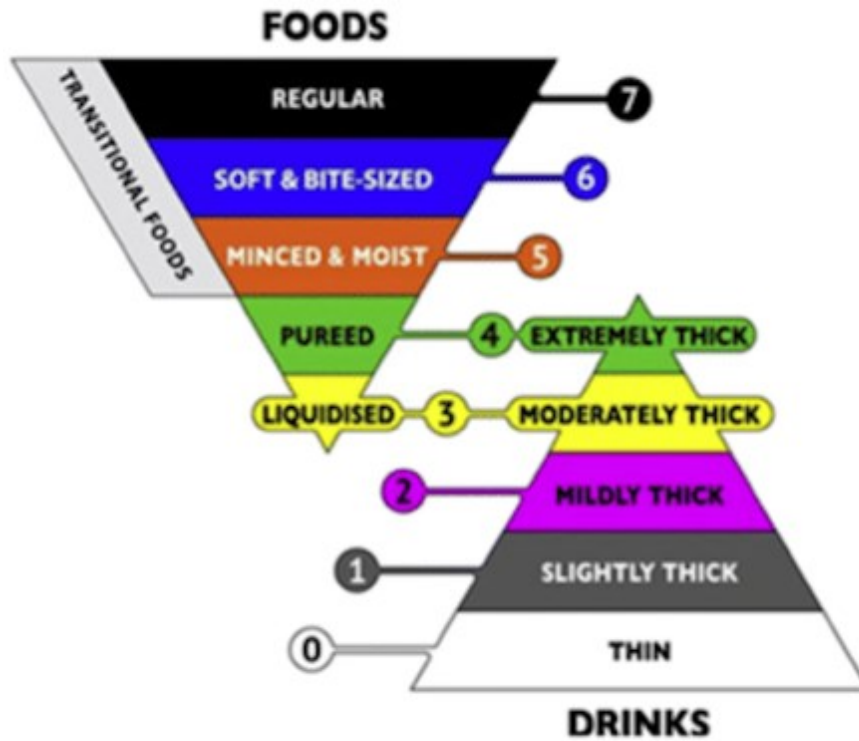 FOODS
TRANSITIONAL FOODS
REGULAR
7
SOFT & BITE-SIZED
6
MINCED & MOIST
5
PUREED
4
EXTREMELY THICK
LIQUIDISED
3
MODERATELY THICK
2
MILDLY THICK
1
SLIGHTLY THICK
0
THIN
DRINKS